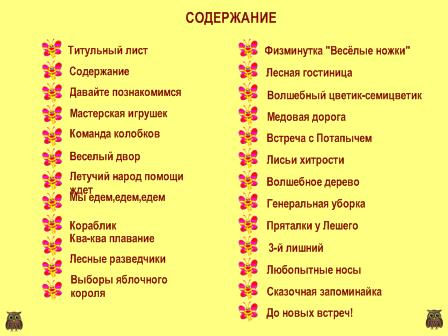 СОДЕРЖАНИЕ
Титульный лист
Содержание
Давайте познакомимся
Мастерская игрушек
Команда колобков
Веселый двор
Летучий народ помощи
ждет
Мы едем,едем,едем
Кораблик
Ква-ква плавание
Лесные разведчики
Выборы яблочного
короля
Физминутка "Весёлые ножки"
Лесная гостиница
Волшебный цветик-семицветик
Медовая дорога
Встреча с Потапычем
Лисьи хитрости
Волшебное дерево
Генеральная уборка
Пряталки у Лешего
3-й лишний
Любопытные носы
Сказочная запоминайка
До новых встреч!